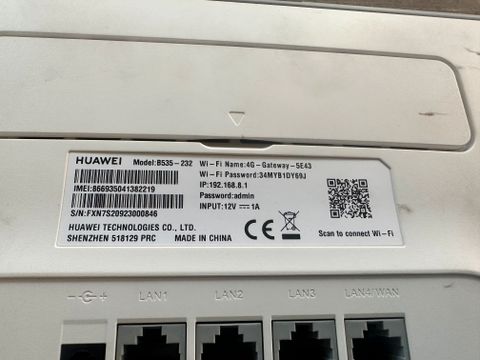 HUAWEI Model:B535-232
IMEI:866935041382219
S/N:FXN7S20923000846
HUAWEI TECHNOLOGIES CO., LTD.
SHENZHEN 518129 PRC MADE IN CHINA
Wi-Fi Name:4G-Gateway-5E43
Wi-Fi Password:34MYB1DY69J
IP:192.168.8.1
Password:admin
INPUT:12V ⎓ 1A
CE
Scan to connect Wi-Fi
- +
LAN1 LAN2 LAN3 LAN4/WAN